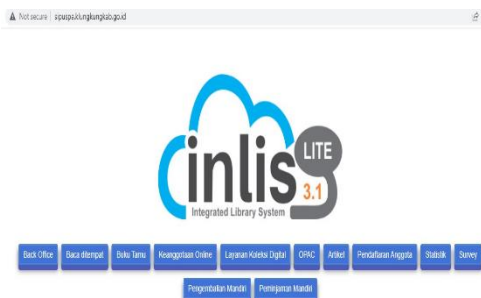 Not secure sipuspa.klungkungkab.go.id
inlis LITE
3.1
Integrated Library System
Back Office Baca ditempat Buku Tamu Keanggotaan Online Layanan Koleksi Digital OPAC Artikel Pendaftaran Anggota Statistik Survey
Pengembalian Mandiri Peminjaman Mandiri